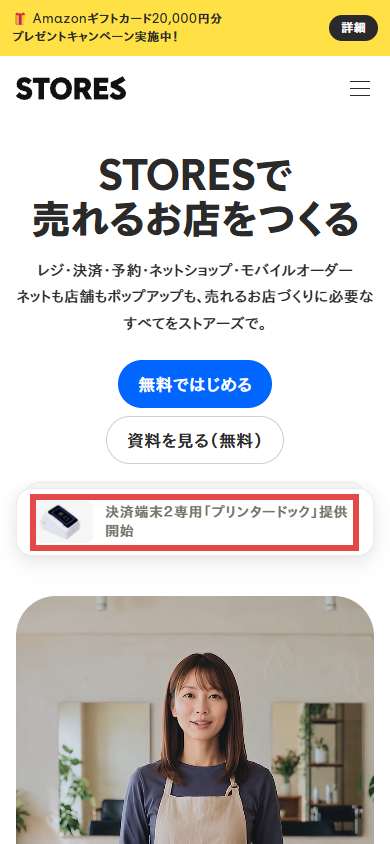 Amazonギフトカード20,000円分
プレゼントキャンペーン実施中！
詳細
STORES
STORESで
売れるお店をつくる
レジ・決済・予約・ネットショップ・モバイルオーダー
ネットも店舗もポップアップも、売れるお店づくりに必要な
すべてをストアーズで。
無料ではじめる
資料を見る（無料）
決済端末2専用「プリンタードック」提供
開始